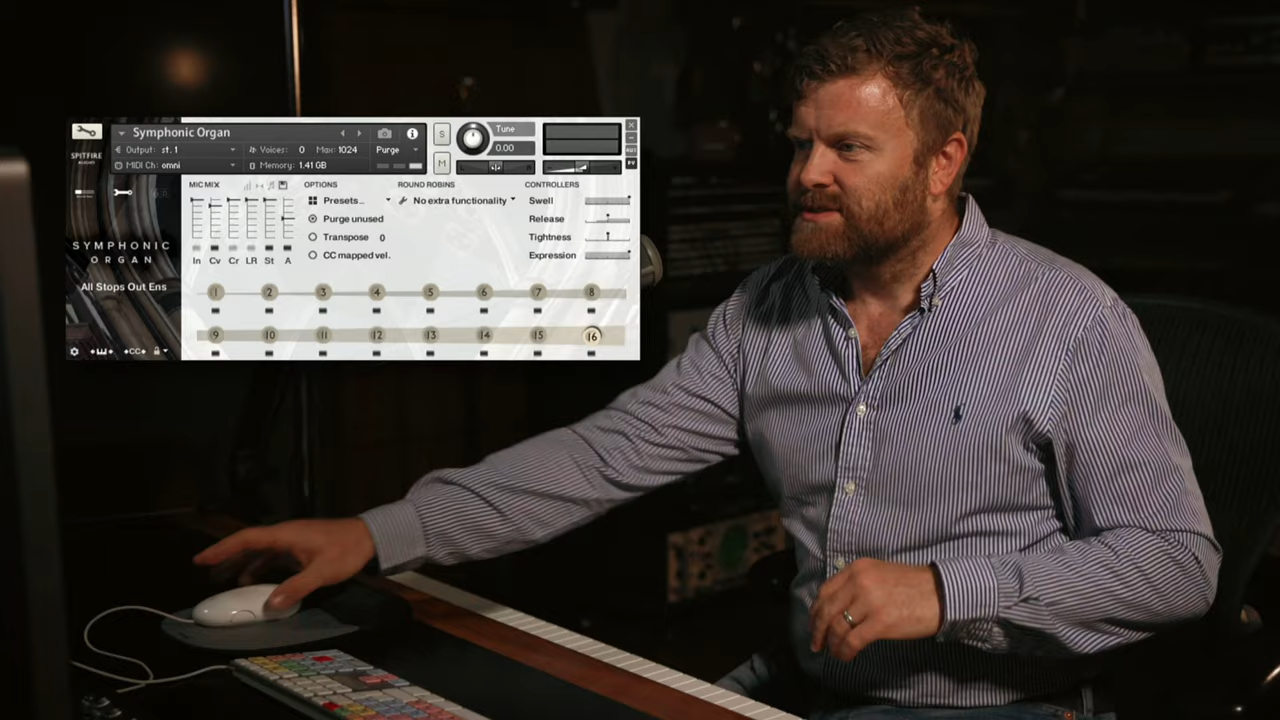 Symphonic Organ
S
Tune
0.00
Output: st. 1
Voices: 0 Max: 1024
Purge
MIDI Ch: omni
Memory: 1.41 GB
M
SPITFIRE
MIC MIX
OPTIONS
ROUND ROBINS
CONTROLLERS
Presets...
No extra functionality
Swell
Purge unused
Release
Transpose 0
Tightness
CC mapped vel.
Expression
In Cv Cr LR St A
SYMPHONIC
ORGAN
All Stops Out Ens
1 2 3 4 5 6 7 8
9 10 11 12 13 14 15 16
CC